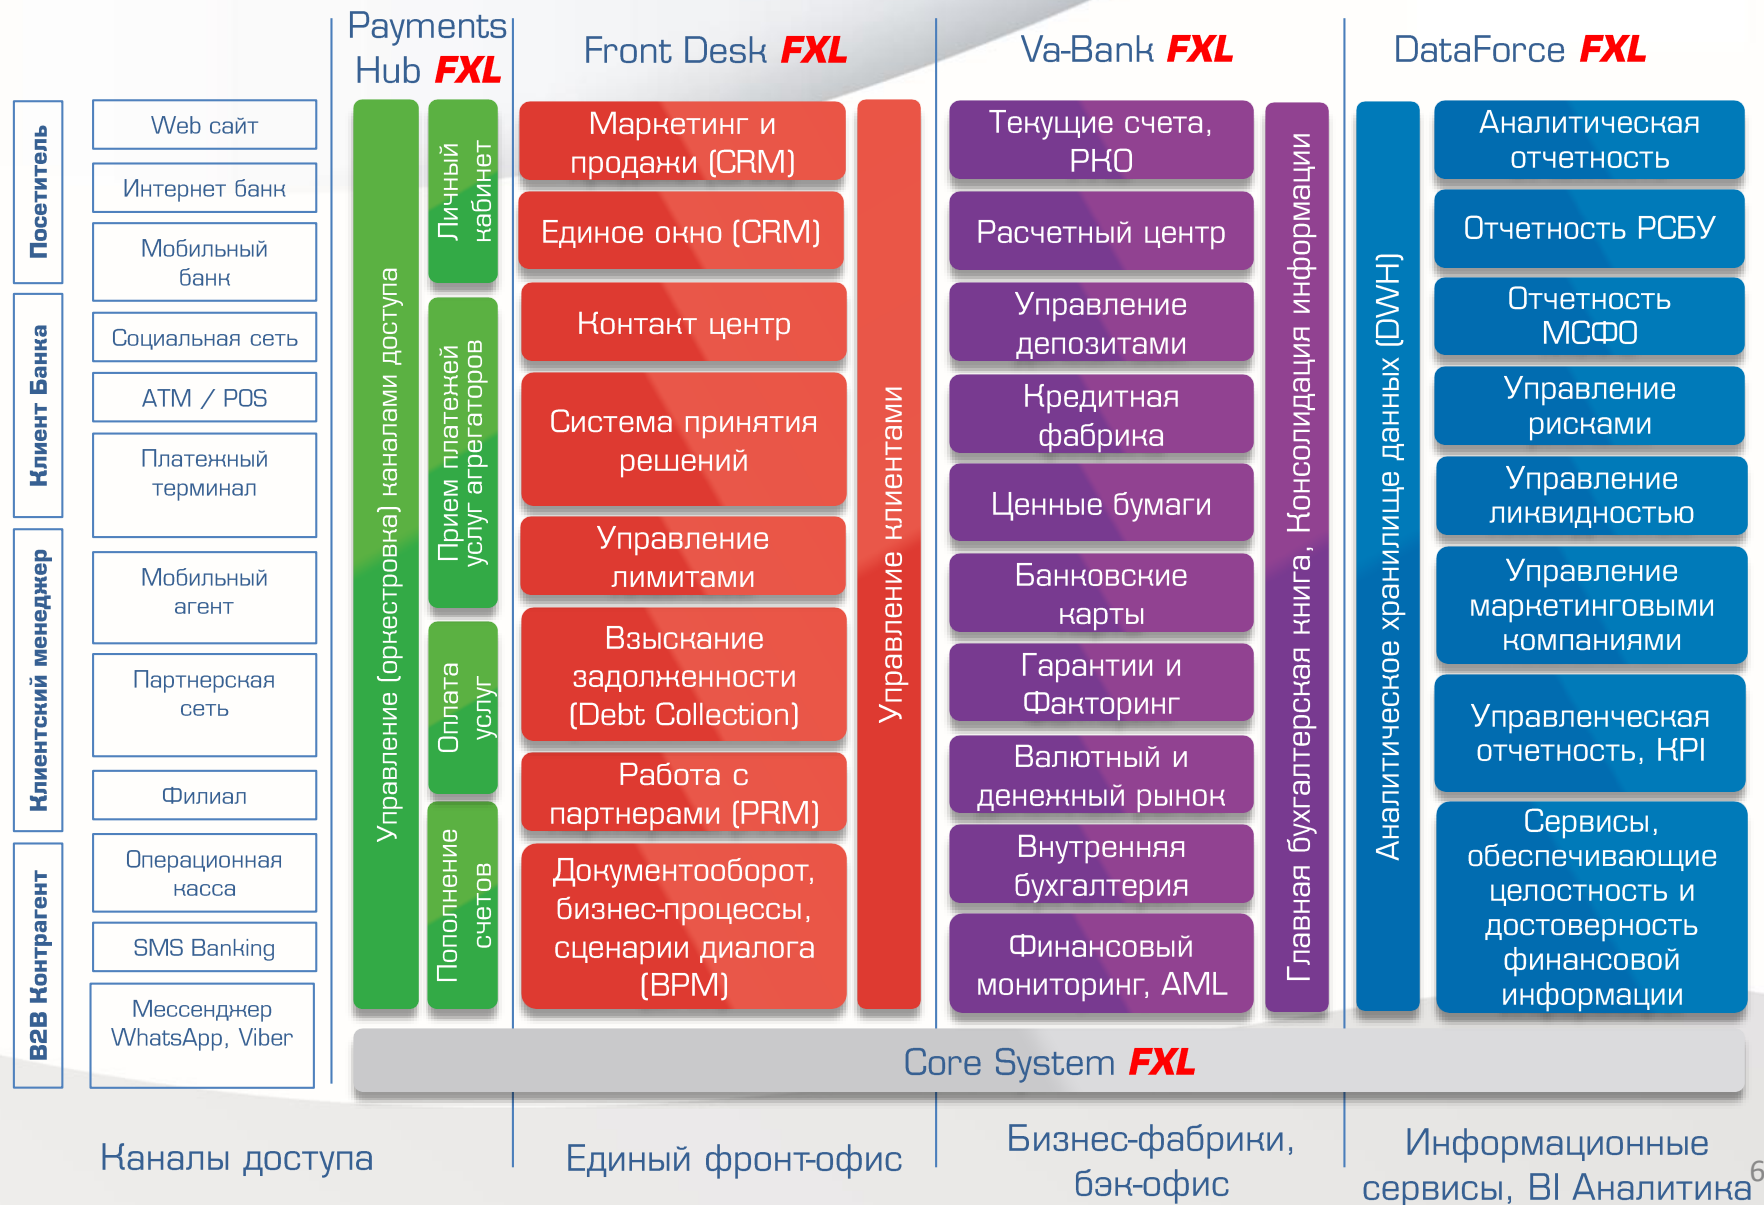 Payments
Hub FXL
Front Desk FXL
Va-Bank FXL
DataForce FXL
Посетитель
Клиент Банка
Клиентский менеджер
B2B Контрагент
Web сайт
Интернет банк
Мобильный
банк
Социальная сеть
ATM / POS
Платежный
терминал
Мобильный
агент
Партнерская
сеть
Филиал
Операционная
касса
SMS Banking
Мессенджер
WhatsApp, Viber
Управление (оркестровка) каналами доступа
Личный
кабинет
Прием платежей
услуг агрегаторов
Оплата
услуг
Пополнение
счетов
Маркетинг и
продажи (CRM)
Единое окно (CRM)
Контакт центр
Система принятия
решений
Управление
лимитами
Взыскание
задолженности
(Debt Collection)
Работа с
партнерами (PRM)
Документооборот,
бизнес-процессы,
сценарии диалога
(BPM)
Управление клиентами
Текущие счета,
РКО
Расчетный центр
Управление
депозитами
Кредитная
фабрика
Ценные бумаги
Банковские
карты
Гарантии и
Факторинг
Валютный и
денежный рынок
Внутренняя
бухгалтерия
Финансовый
мониторинг, AML
Главная бухгалтерская книга, Консолидация информации
Аналитическое хранилище данных (DWH)
Аналитическая
отчетность
Отчетность РСБУ
Отчетность
МСФО
Управление
рисками
Управление
ликвидностью
Управление
маркетинговыми
компаниями
Управленческая
отчетность, KPI
Сервисы,
обеспечивающие
целостность и
достоверность
финансовой
информации
Core System FXL
Каналы доступа
Единый фронт-офис
Бизнес-фабрики,
бэк-офис
Информационные
сервисы, BI Аналитика
6